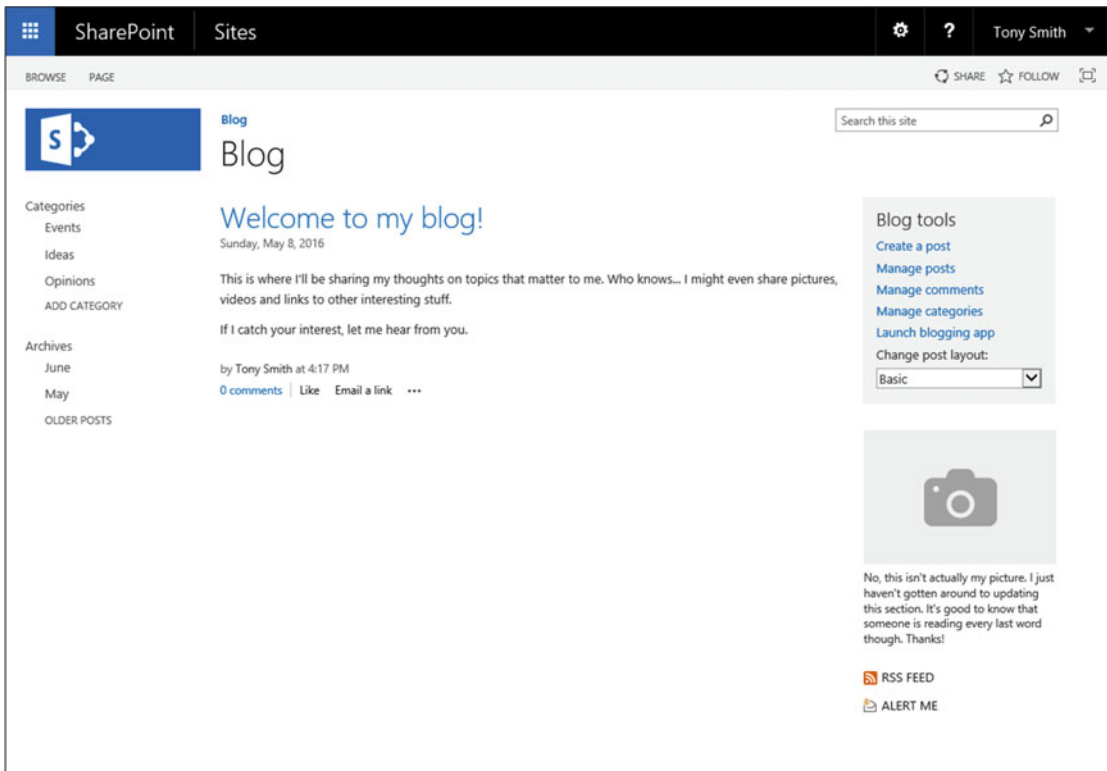 SharePoint Sites ? Tony Smith
BROWSE PAGE SHARE FOLLOW
S
Blog
Blog
Search this site
Categories
Events
Ideas
Opinions
ADD CATEGORY
Archives
June
May
OLDER POSTS
Welcome to my blog!
Sunday, May 8, 2016
This is where I'll be sharing my thoughts on topics that matter to me. Who knows... I might even share pictures,
videos and links to other interesting stuff.
If I catch your interest, let me hear from you.
by Tony Smith at 4:17 PM
0 comments Like Email a link ···
Blog tools
Create a post
Manage posts
Manage comments
Manage categories
Launch blogging app
Change post layout:
Basic
No, this isn't actually my picture. I just
haven't gotten around to updating
this section. It's good to know that
someone is reading every last word
though. Thanks!
RSS FEED
ALERT ME